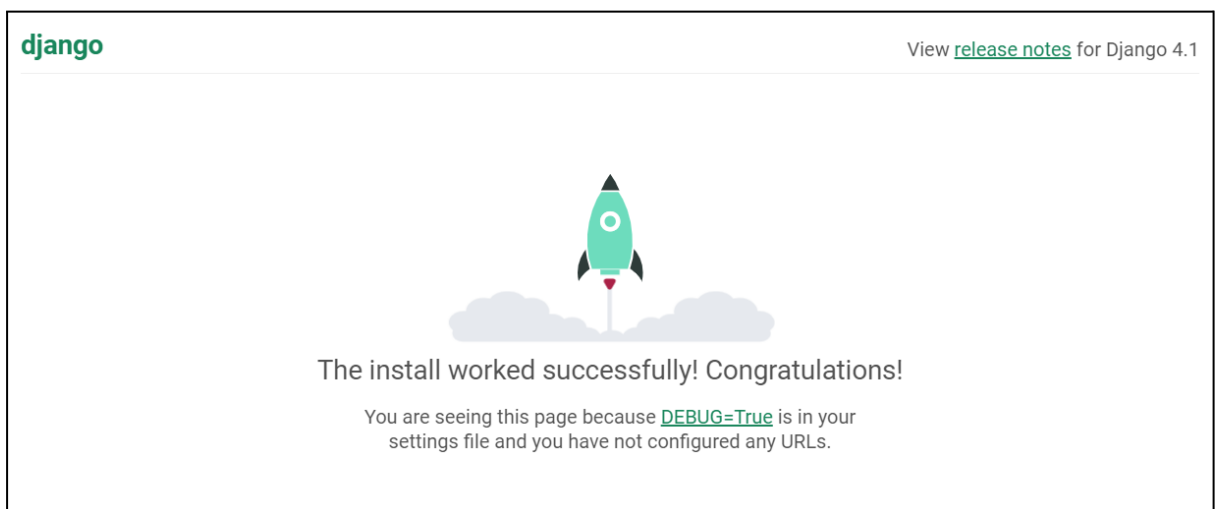 django
View release notes for Django 4.1
The install worked successfully! Congratulations!
You are seeing this page because DEBUG=True is in your
settings file and you have not configured any URLs.